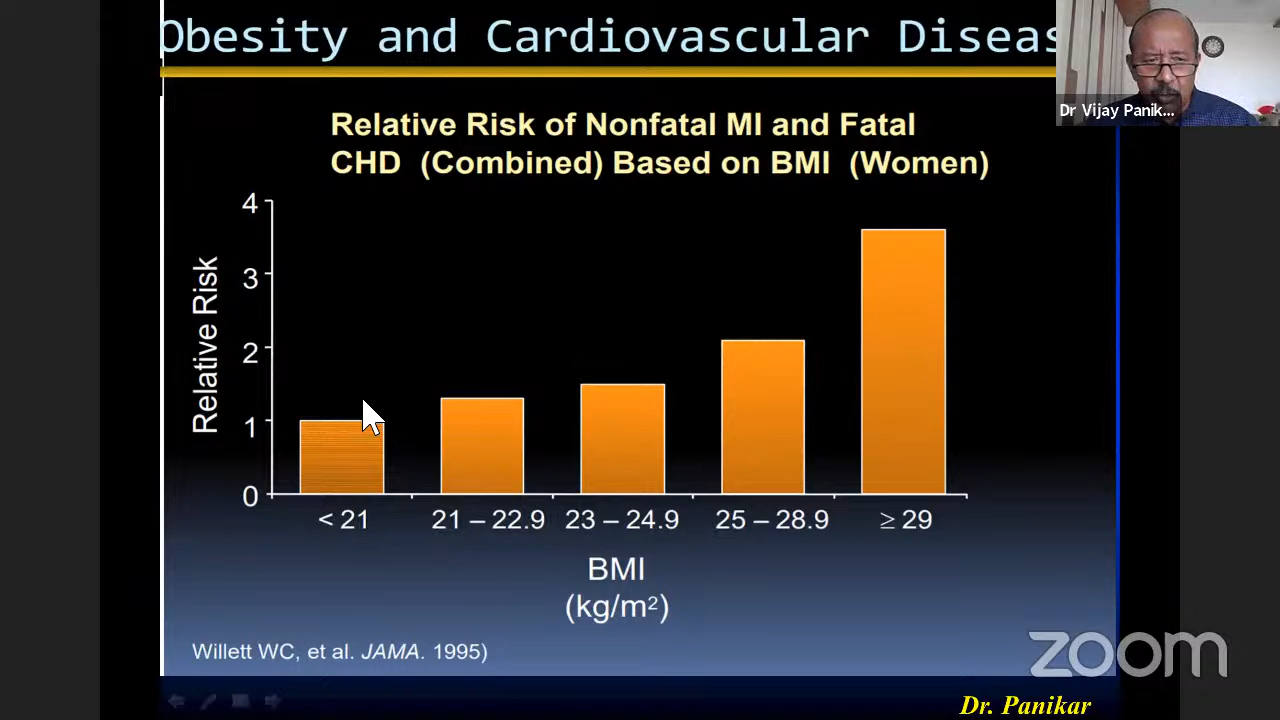 Obesity and Cardiovascular Diseas
Dr Vijay Panik...
Relative Risk of Nonfatal MI and Fatal
CHD (Combined) Based on BMI (Women)
4
3
2
1
0
Relative Risk
< 21
21 – 22.9
23 – 24.9
25 – 28.9
≥ 29
BMI
(kg/m²)
Willett WC, et al. JAMA. 1995)
zoom
Dr. Panikar